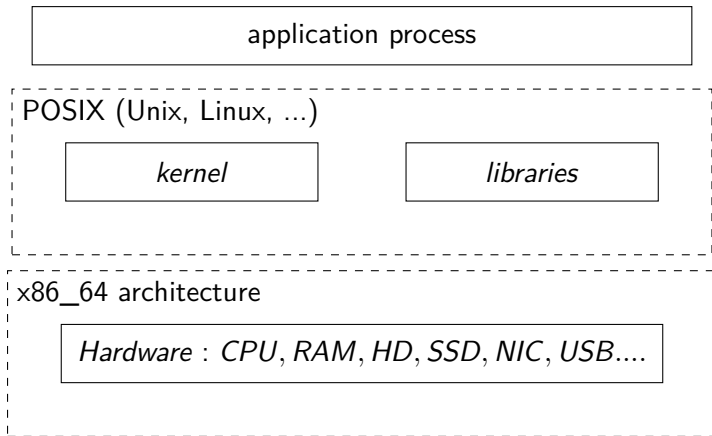 application process
POSIX (Unix, Linux, ...)
kernel
libraries
x86_64 architecture
Hardware : CPU, RAM, HD, SSD, NIC, USB....